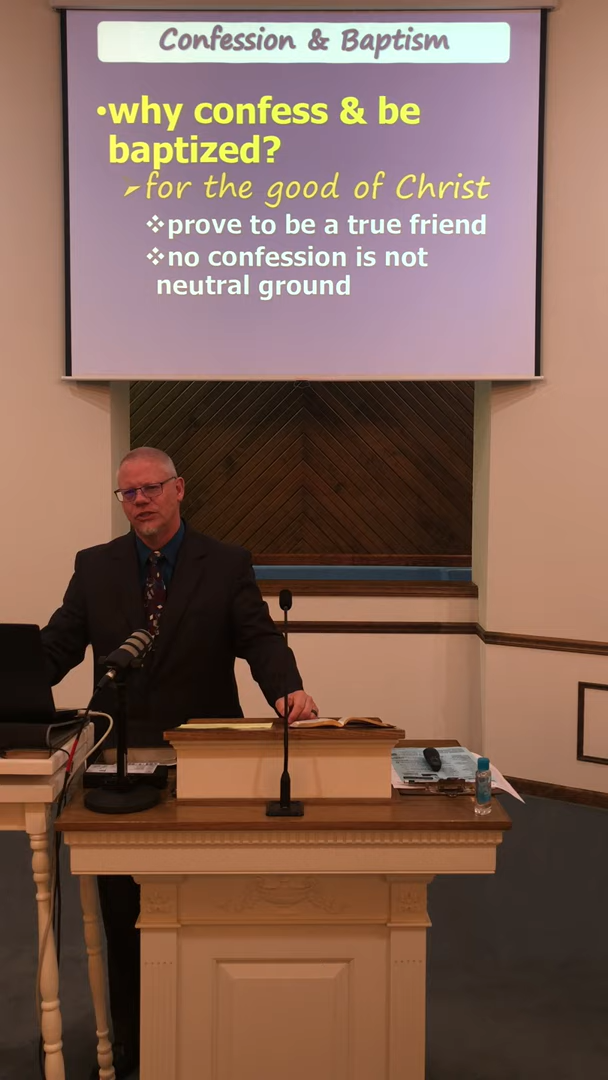 Confession & Baptism
•why confess & be
baptized?
➢for the good of Christ
❖prove to be a true friend
❖no confession is not
neutral ground